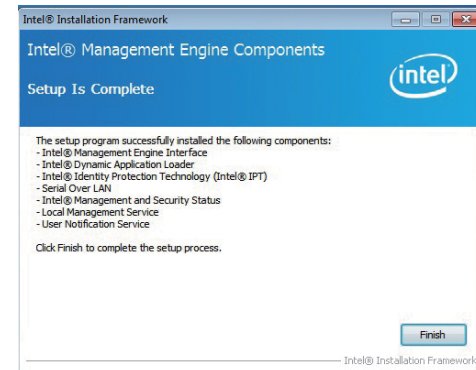 Intel® Installation Framework
Intel® Management Engine Components
intel
Setup Is Complete
The setup program successfully installed the following components:
- Intel® Management Engine Interface
- Intel® Dynamic Application Loader
- Intel® Identity Protection Technology (Intel® IPT)
- Serial Over LAN
- Intel® Management and Security Status
- Local Management Service
- User Notification Service
Click Finish to complete the setup process.
Finish
Intel® Installation Framework